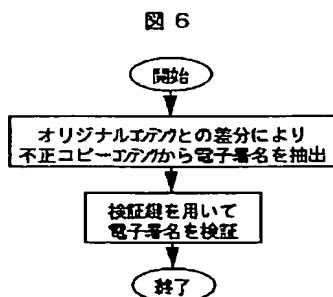 図 6
開始
オリジナルコンテンツとの差分により
不正コピーコンテンツから電子署名を抽出
検証鍵を用いて
電子署名を検証
終了